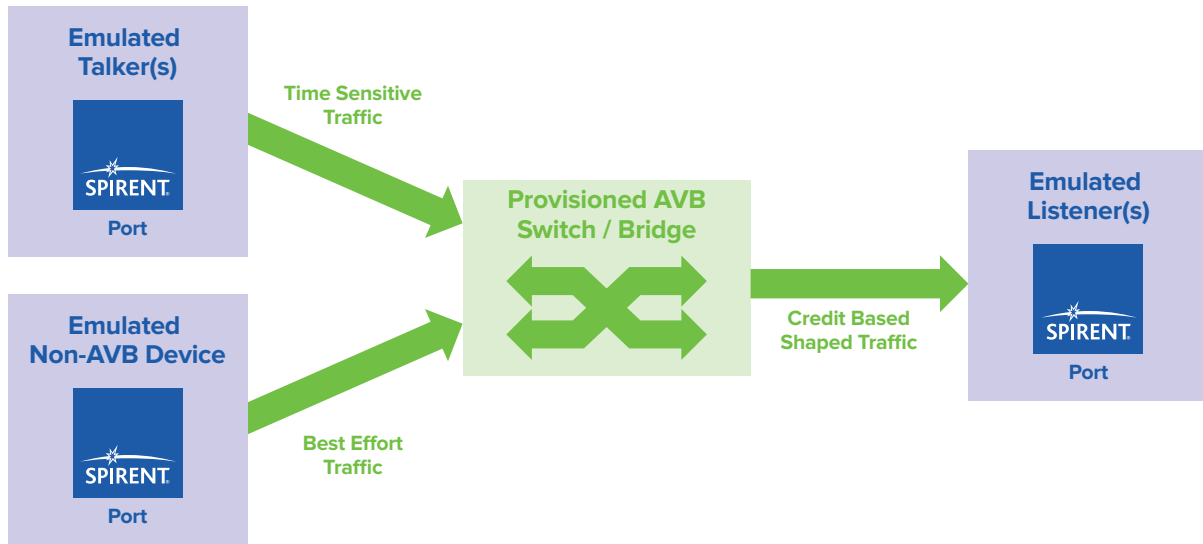 Emulated
Talker(s)
SPIRENT®
Port
Time Sensitive
Traffic
Emulated
Non-AVB Device
SPIRENT®
Port
Best Effort
Traffic
Provisioned AVB
Switch / Bridge
Credit Based
Shaped Traffic
Emulated
Listener(s)
SPIRENT®
Port